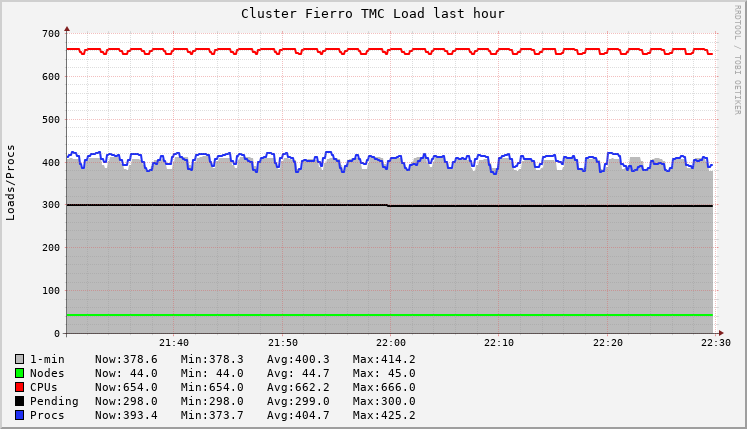 Cluster Fierro TMC Load last hour
RRDTOOL / TOBI OETIKER
Loads/Procs
700
600
500
400
300
200
100
0
21:40 21:50 22:00 22:10 22:20 22:30
1-min Now:378.6 Min:378.3 Avg:400.3 Max:414.2
Nodes Now: 44.0 Min: 44.0 Avg: 44.7 Max: 45.0
CPUs Now:654.0 Min:654.0 Avg:662.2 Max:666.0
Pending Now:298.0 Min:298.0 Avg:299.0 Max:300.0
Procs Now:393.4 Min:373.7 Avg:404.7 Max:425.2